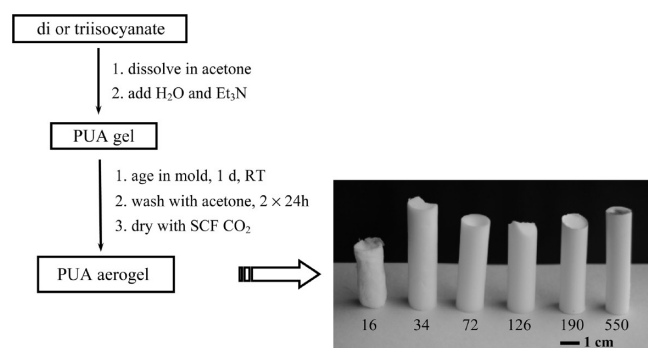 di or triisocyanate
1. dissolve in acetone
2. add H₂O and Et₃N
PUA gel
1. age in mold, 1 d, RT
2. wash with acetone, 2 × 24h
3. dry with SCF CO₂
PUA aerogel
16 34 72 126 190 550
1 cm